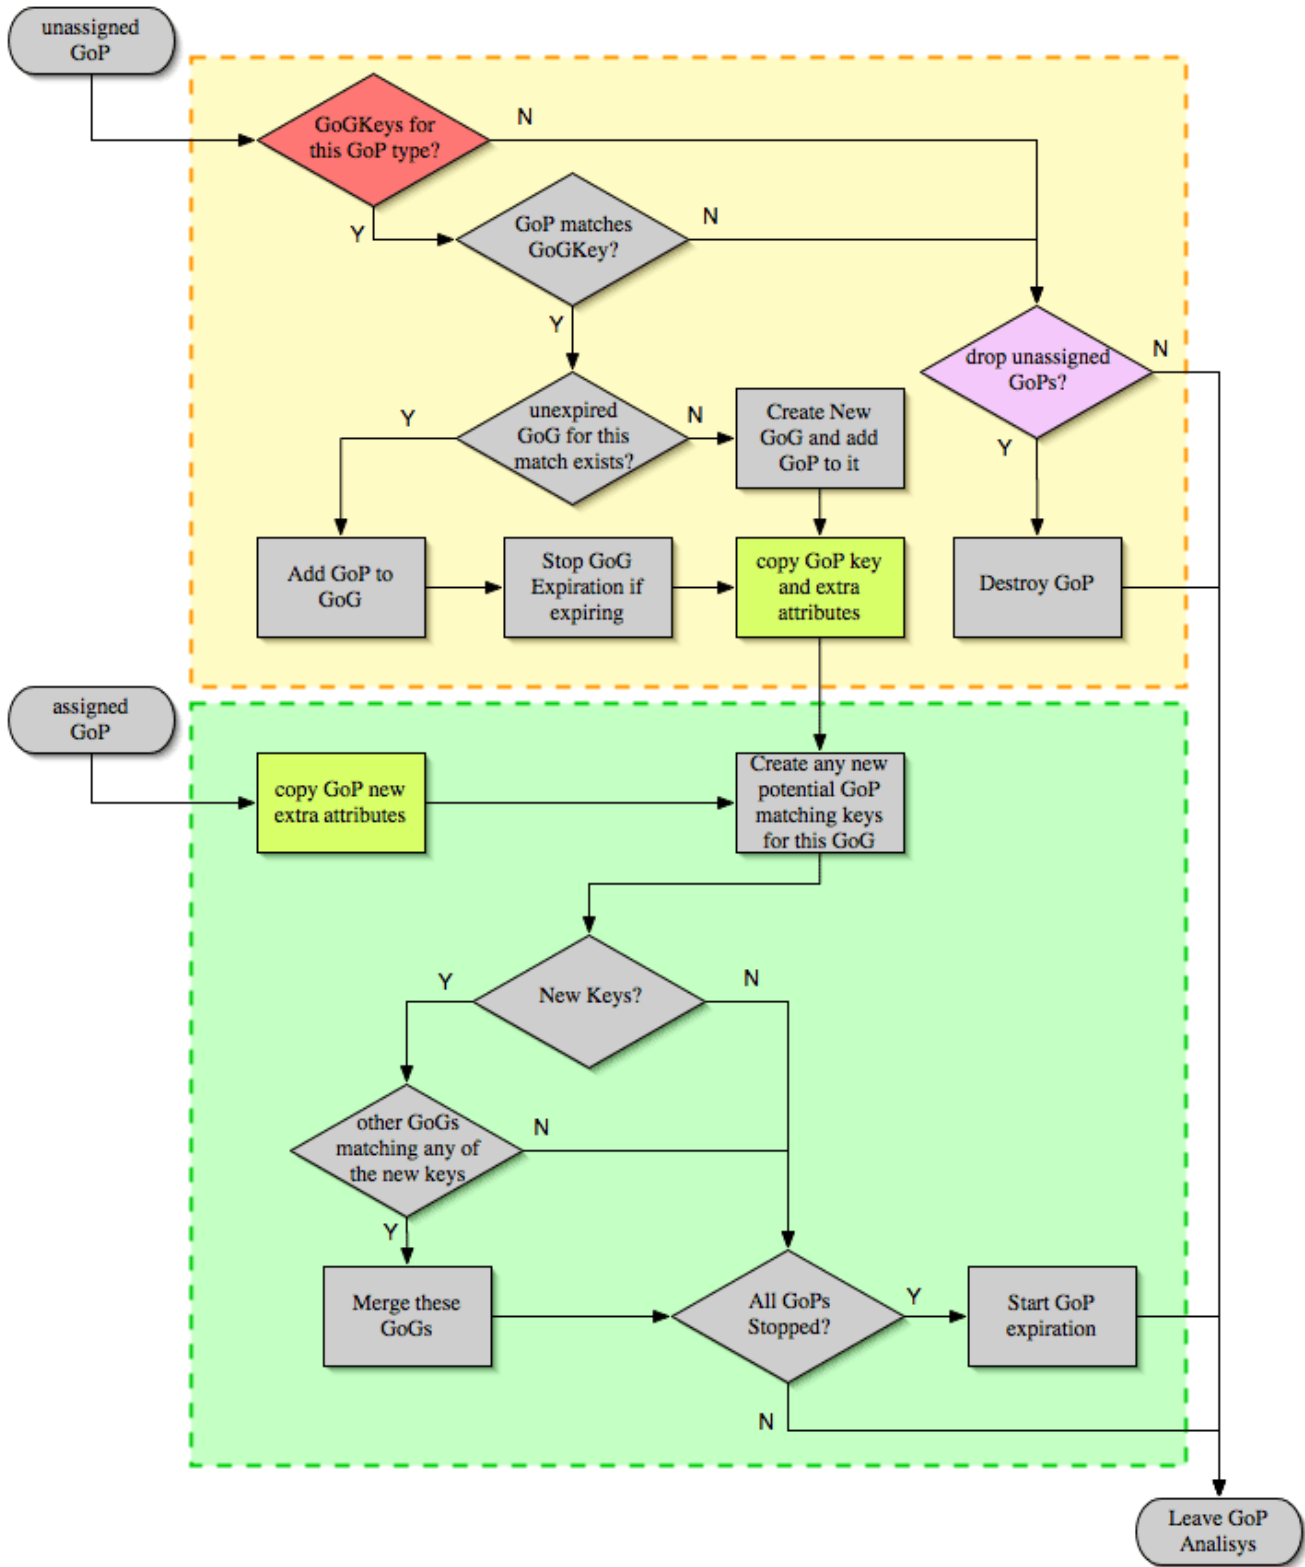 unassigned
GoP
GoGKeys for
this GoP type?
N
Y
GoP matches
GoGKey?
N
Y
drop unassigned
GoPs?
N
Y
unexpired
GoG for this
match exists?
Y
N
Create New
GoG and add
GoP to it
Add GoP to
GoG
Stop GoG
Expiration if
expiring
copy GoP key
and extra
attributes
Destroy GoP
assigned
GoP
copy GoP new
extra attributes
Create any new
potential GoP
matching keys
for this GoG
New Keys?
Y
N
other GoGs
matching any of
the new keys
N
Y
Merge these
GoGs
All GoPs
Stopped?
Y
N
Start GoP
expiration
Leave GoP
Analisys